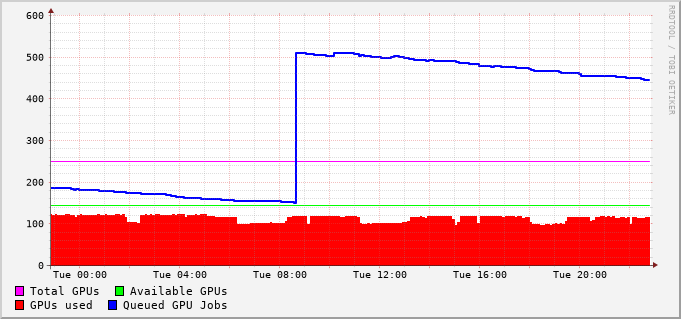 600
500
400
300
200
100
0
Tue 00:00 Tue 04:00 Tue 08:00 Tue 12:00 Tue 16:00 Tue 20:00
Total GPUs Available GPUs
GPUs used Queued GPU Jobs
RRDTOOL / TOBI OETIKER